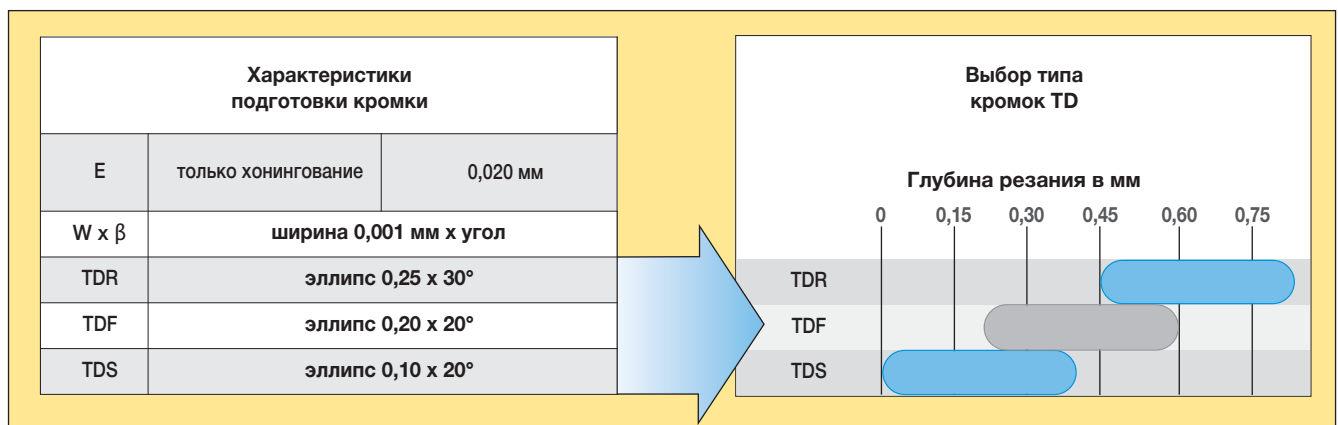 Характеристики
подготовки кромки
E только хонингование 0,020 мм
W x β ширина 0,001 мм x угол
TDR эллипс 0,25 x 30°
TDF эллипс 0,20 x 20°
TDS эллипс 0,10 x 20°
Выбор типа
кромок TD
Глубина резания в мм
0 0,15 0,30 0,45 0,60 0,75
TDR
TDF
TDS